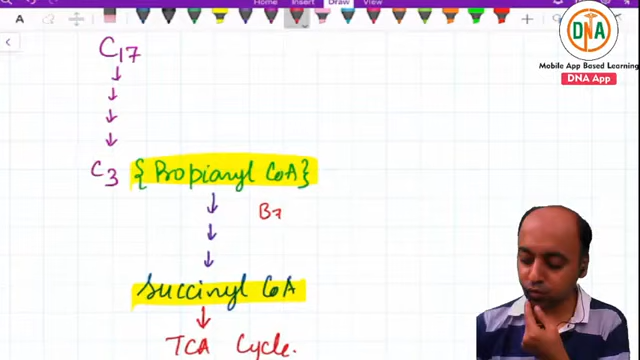 Home Insert Draw View
DNA
Mobile App Based Learning
DNA App
C17
C3 {Propianyl CoA}
B7
Succinyl CoA
TCA Cycle.